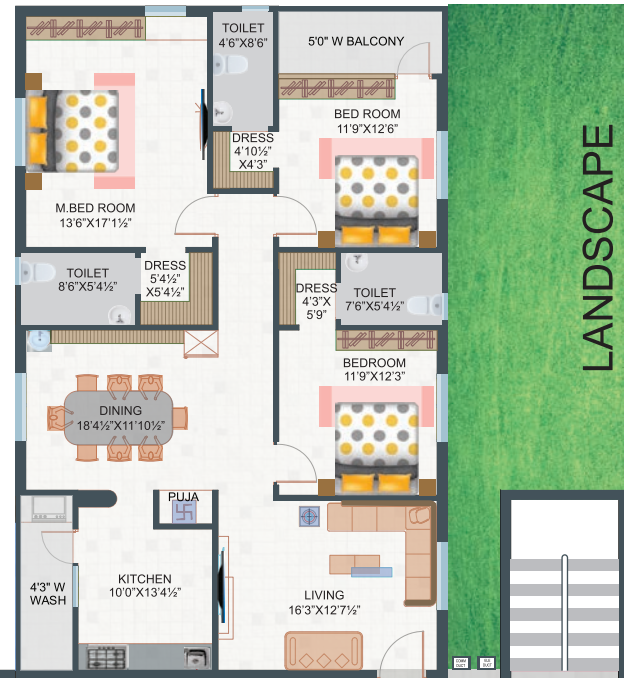 TOILET
4'6"X8'6"
5'0" W BALCONY
BED ROOM
11'9"X12'6"
DRESS
4'10½"
X4'3"
M.BED ROOM
13'6"X17'1½"
TOILET
8'6"X5'4½"
DRESS
5'4½"
X5'4½"
DRESS
4'3"X
5'9"
TOILET
7'6"X5'4½"
BEDROOM
11'9"X12'3"
DINING
18'4½"X11'10½"
PUJA
KITCHEN
10'0"X13'4½"
4'3" W
WASH
LIVING
16'3"X12'7½"
LANDSCAPE
COMM
DUCT
ELE
DUCT